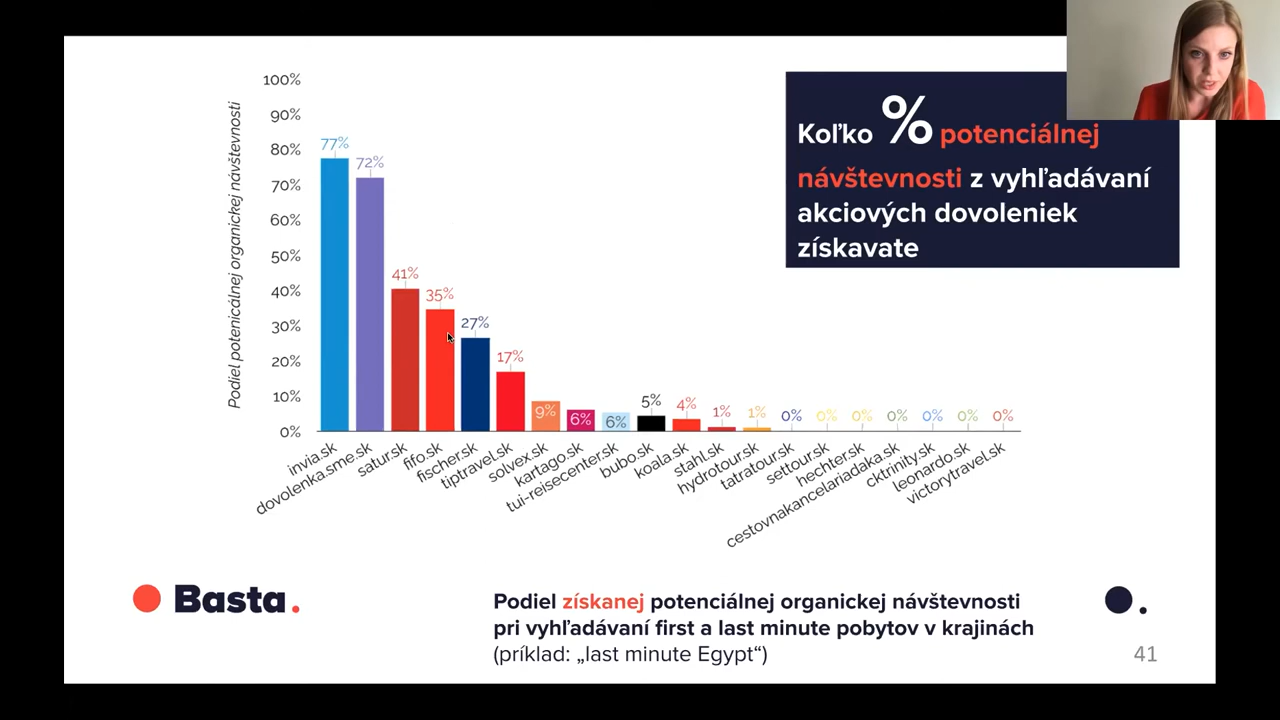 Koľko % potenciálnej
návštevnosti z vyhľadávaní
akciových dovoleniek
získavate
Podiel potenicálnej organickej návštevnosti
100%
90%
80%
70%
60%
50%
40%
30%
20%
10%
0%
77%
72%
41%
35%
27%
17%
9%
6%
6%
5%
4%
1%
1%
0%
0%
0%
0%
0%
0%
0%
invia.sk
dovolenka.sme.sk
satur.sk
fifo.sk
fischer.sk
tiptravel.sk
solvex.sk
kartago.sk
tui-reisecenter.sk
bubo.sk
koala.sk
stahl.sk
hydrotour.sk
tatratour.sk
settour.sk
hechter.sk
cestovnakancelariadaka.sk
cktrinity.sk
leonardo.sk
victorytravel.sk
Basta.
Podiel získanej potenciálnej organickej návštevnosti
pri vyhľadávaní first a last minute pobytov v krajinách
(príklad: „last minute Egypt“)
41